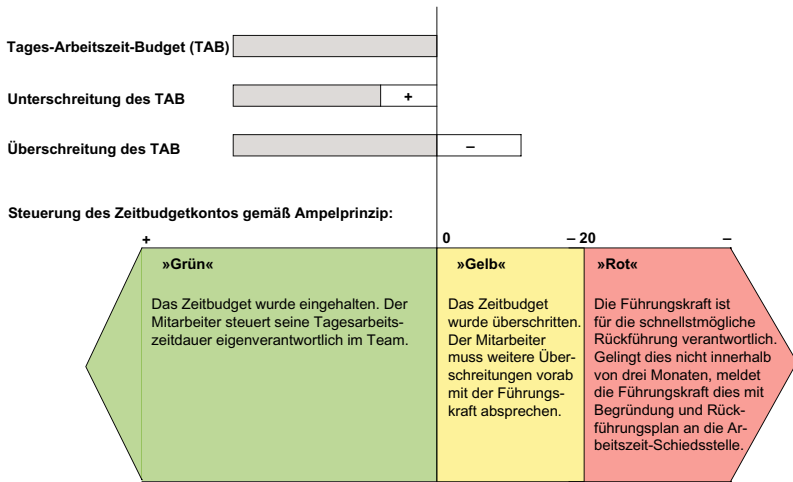 Tages-Arbeitszeit-Budget (TAB)
Unterschreitung des TAB
+
Überschreitung des TAB
–
Steuerung des Zeitbudgetkontos gemäß Ampelprinzip:
+ 0 – 20 –
»Grün«
Das Zeitbudget wurde eingehalten. Der
Mitarbeiter steuert seine Tagesarbeits-
zeitdauer eigenverantwortlich im Team.
»Gelb«
Das Zeitbudget
wurde überschritten.
Der Mitarbeiter
muss weitere Über-
schreitungen vorab
mit der Führungs-
kraft absprechen.
»Rot«
Die Führungskraft ist
für die schnellstmögliche
Rückführung verantwortlich.
Gelingt dies nicht innerhalb
von drei Monaten, meldet
die Führungskraft dies mit
Begründung und Rück-
führungsplan an die Ar-
beitszeit-Schiedsstelle.